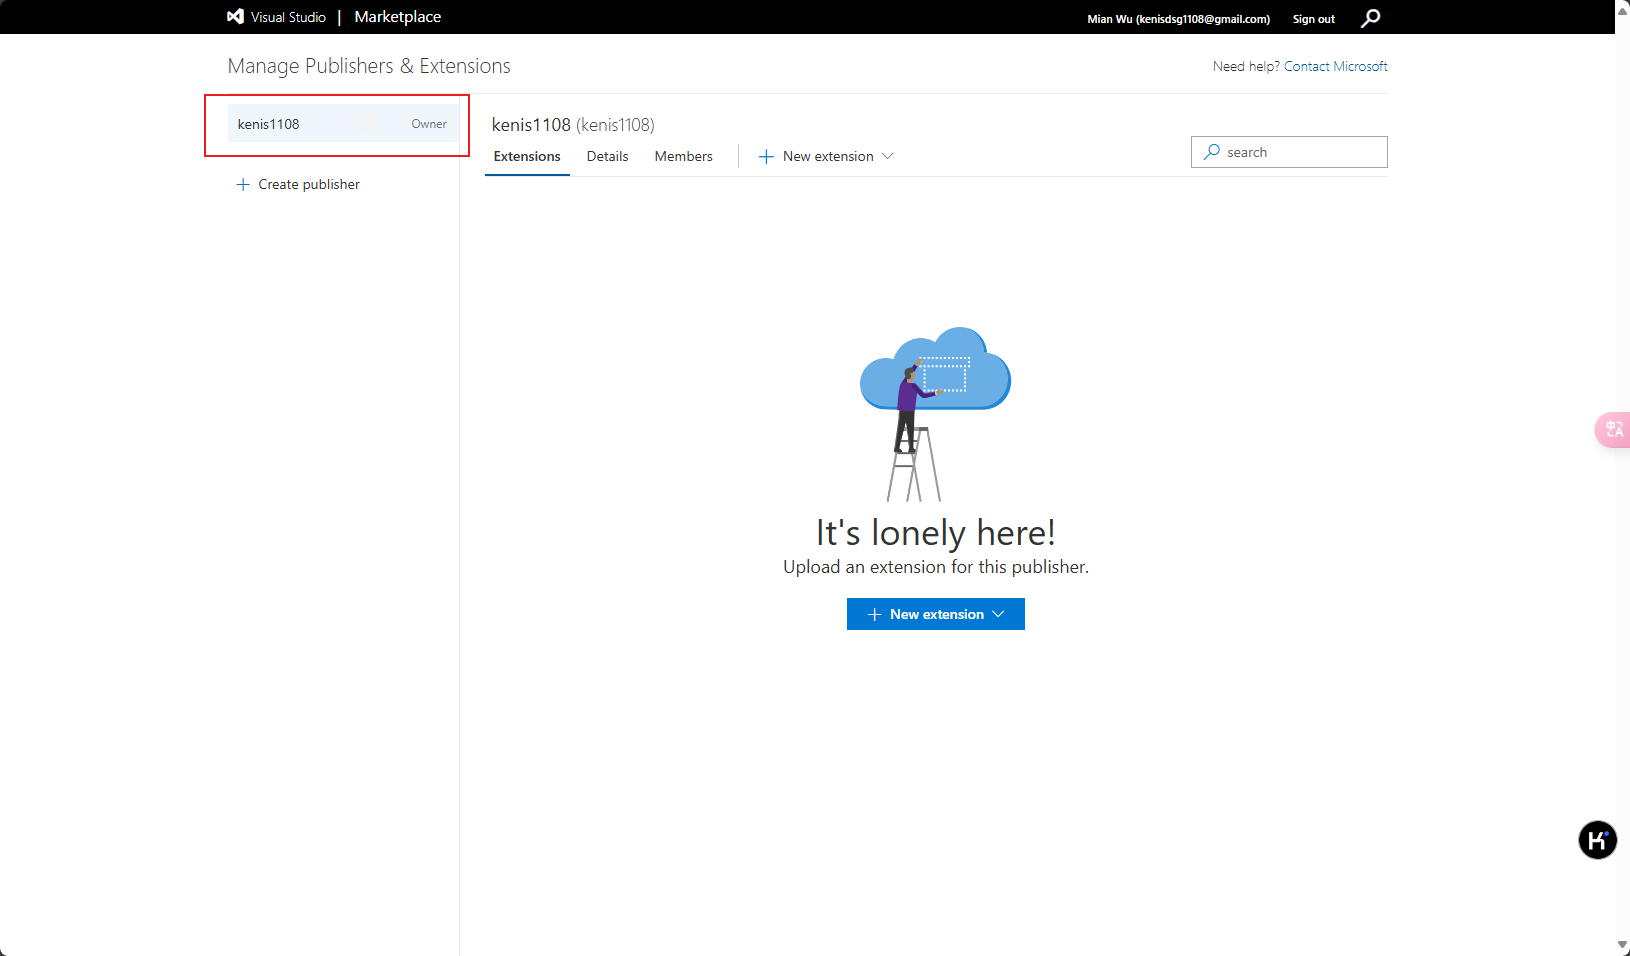 Visual Studio | Marketplace
Mian Wu (kenisdsg1108@gmail.com) Sign out
Manage Publishers & Extensions
Need help? Contact Microsoft
kenis1108 Owner
+ Create publisher
kenis1108 (kenis1108)
Extensions Details Members + New extension
search
It's lonely here!
Upload an extension for this publisher.
+ New extension
中A
K